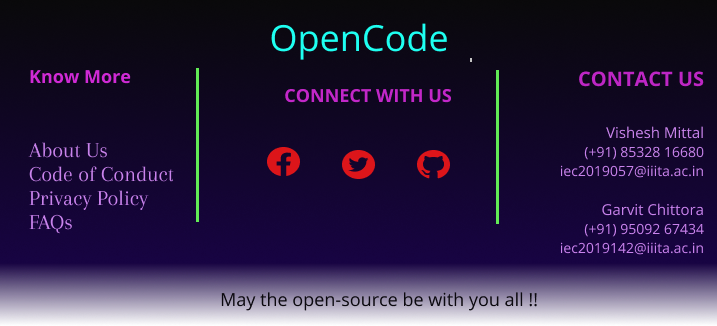 OpenCode
Know More
About Us
Code of Conduct
Privacy Policy
FAQs
CONNECT WITH US
CONTACT US
Vishesh Mittal
(+91) 85328 16680
iec2019057@iiita.ac.in
Garvit Chittora
(+91) 95092 67434
iec2019142@iiita.ac.in
May the open-source be with you all !!